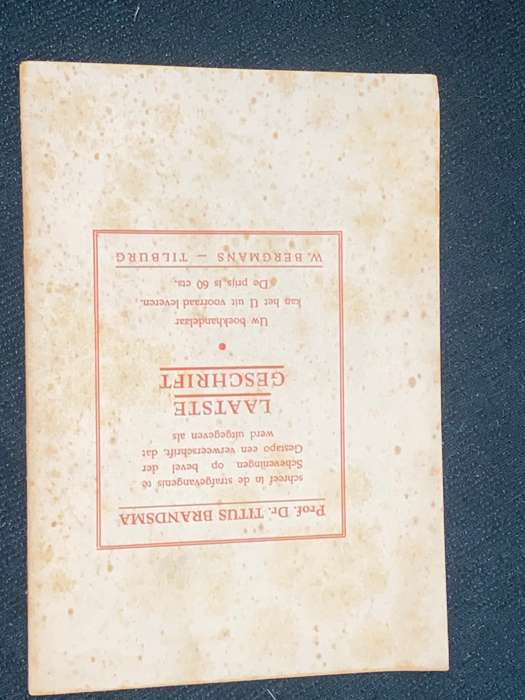 Prof. Dr. TITUS BRANDSMA
schreef in de strafgevangenis te
Scheveningen op bevel der
Gestapo een verweerschrift, dat
werd uitgegeven als
LAATSTE
GESCHRIFT
•
Uw boekhandelaar
kan het U uit voorraad leveren.
De prijs is 60 cts.
W. BERGMANS — TILBURG